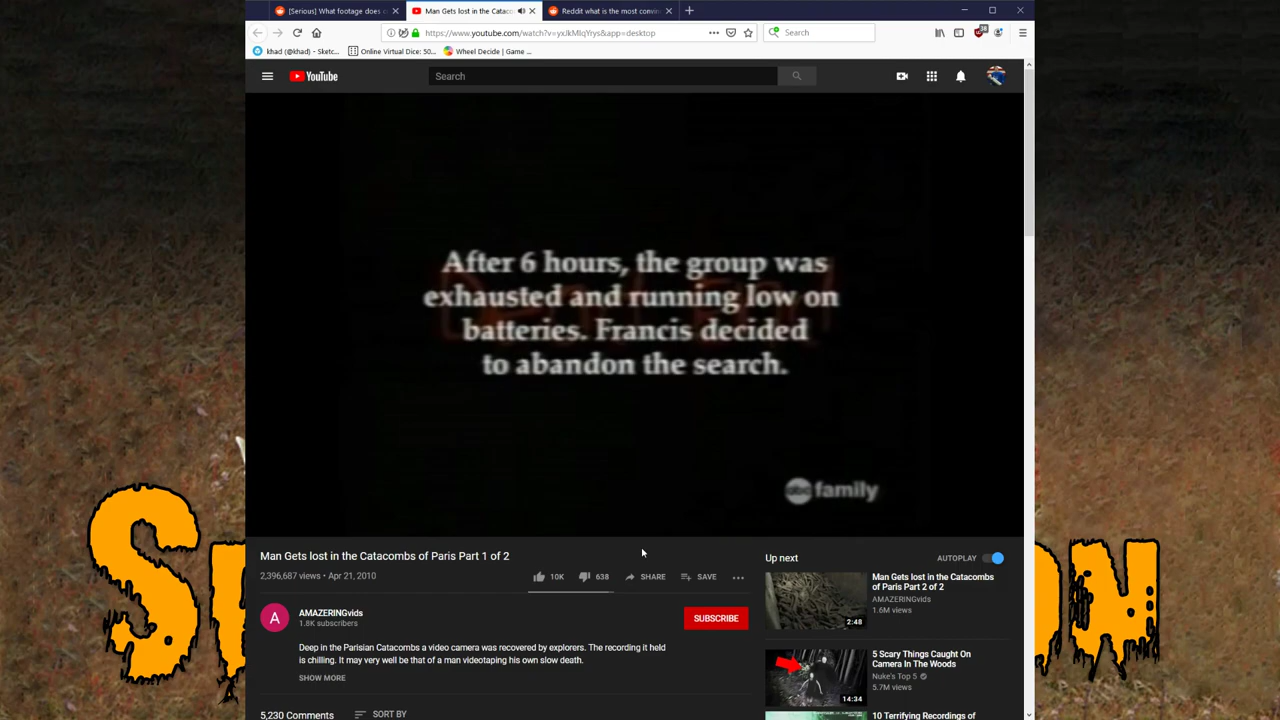 [Serious] What footage does c
Man Gets lost in the Cataco
Reddit what is the most convin
https://www.youtube.com/watch?v=yxJkMlqYrys&app=desktop
Search
khad (@khad) - Sketc...
Online Virtual Dice: 50...
Wheel Decide | Game ...
YouTube
Search
After 6 hours, the group was
exhausted and running low on
batteries. Francis decided
to abandon the search.
abc family
Man Gets lost in the Catacombs of Paris Part 1 of 2
2,396,687 views • Apr 21, 2010
10K
638
SHARE
SAVE
A
AMAZERINGvids
1.8K subscribers
SUBSCRIBE
Deep in the Parisian Catacombs a video camera was recovered by explorers. The recording it held
is chilling. It may very well be that of a man videotaping his own slow death.
SHOW MORE
5,230 Comments
SORT BY
Up next
AUTOPLAY
Man Gets lost in the Catacombs
of Paris Part 2 of 2
AMAZERINGvids
1.6M views
2:48
5 Scary Things Caught On
Camera In The Woods
Nuke's Top 5
5.7M views
14:34
10 Terrifying Recordings of